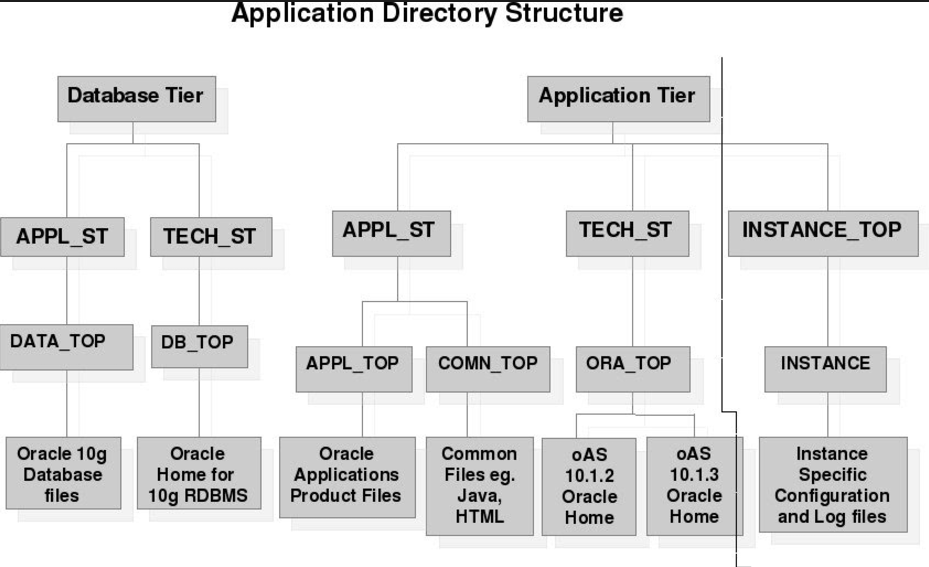 Application Directory Structure
Database Tier
Application Tier
APPL_ST
TECH_ST
APPL_ST
TECH_ST
INSTANCE_TOP
DATA_TOP
DB_TOP
APPL_TOP
COMN_TOP
ORA_TOP
INSTANCE
Oracle 10g
Database
files
Oracle
Home for
10g RDBMS
Oracle
Applications
Product Files
Common
Files eg.
Java,
HTML
oAS
10.1.2
Oracle
Home
oAS
10.1.3
Oracle
Home
Instance
Specific
Configuration
and Log files